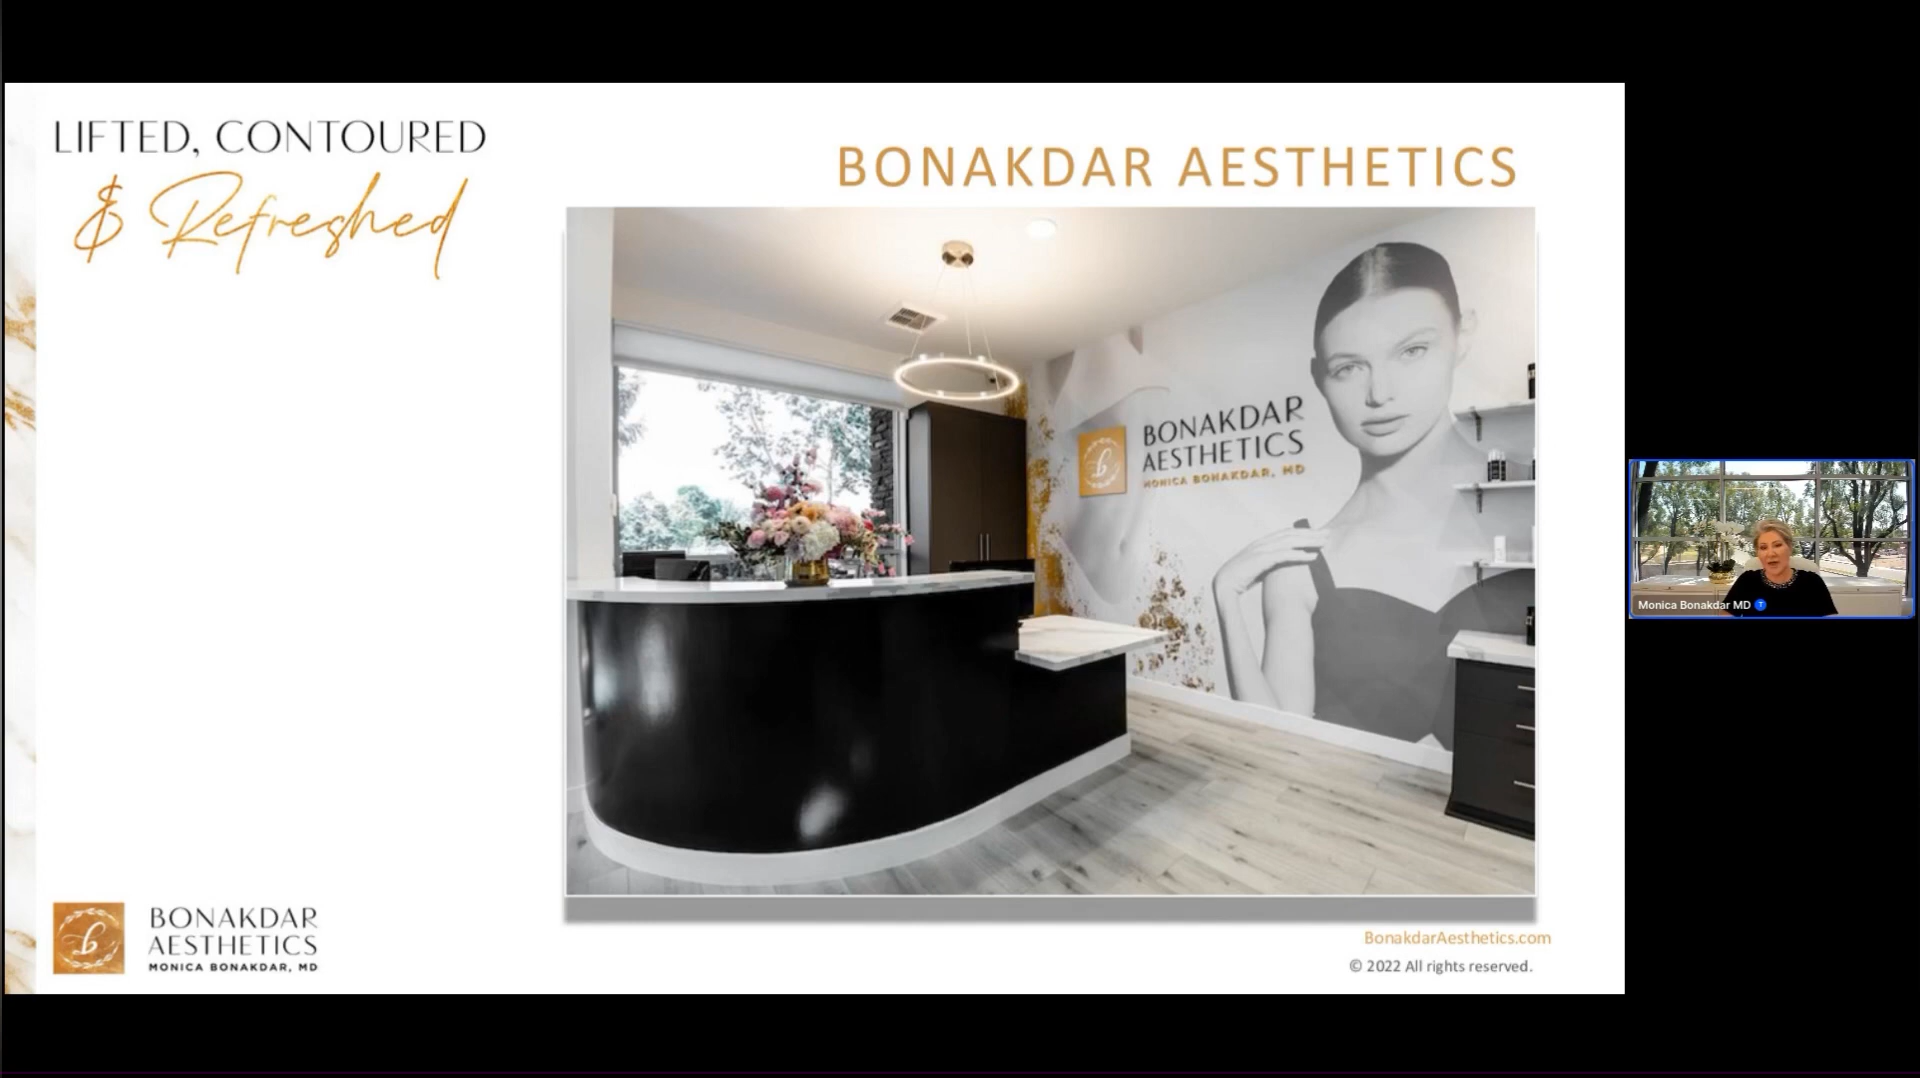 LIFTED, CONTOURED
& Refreshed
BONAKDAR AESTHETICS
BONAKDAR
AESTHETICS
MONICA BONAKDAR, MD
Monica Bonakdar MD
BONAKDAR
AESTHETICS
MONICA BONAKDAR, MD
BonakdarAesthetics.com
© 2022 All rights reserved.